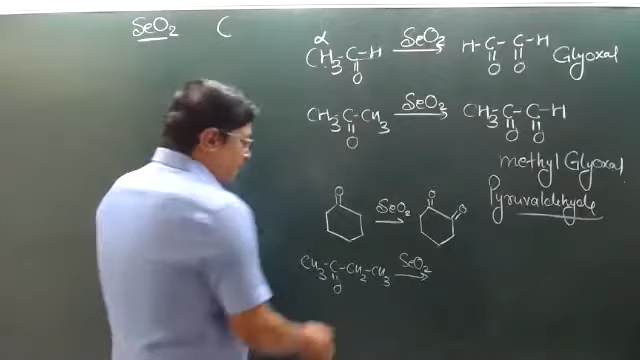 SeO₂ C
α
CH₃-C-H SeO₂ → H-C-C-H Glyoxal
O O O
CH₃-C-CH₃ SeO₂ → CH₃-C-C-H
O O O
methyl Glyoxal
Pyruvaldehyde
O SeO₂ → O O
CH₃-C-CH₂-CH₃ SeO₂ →
O